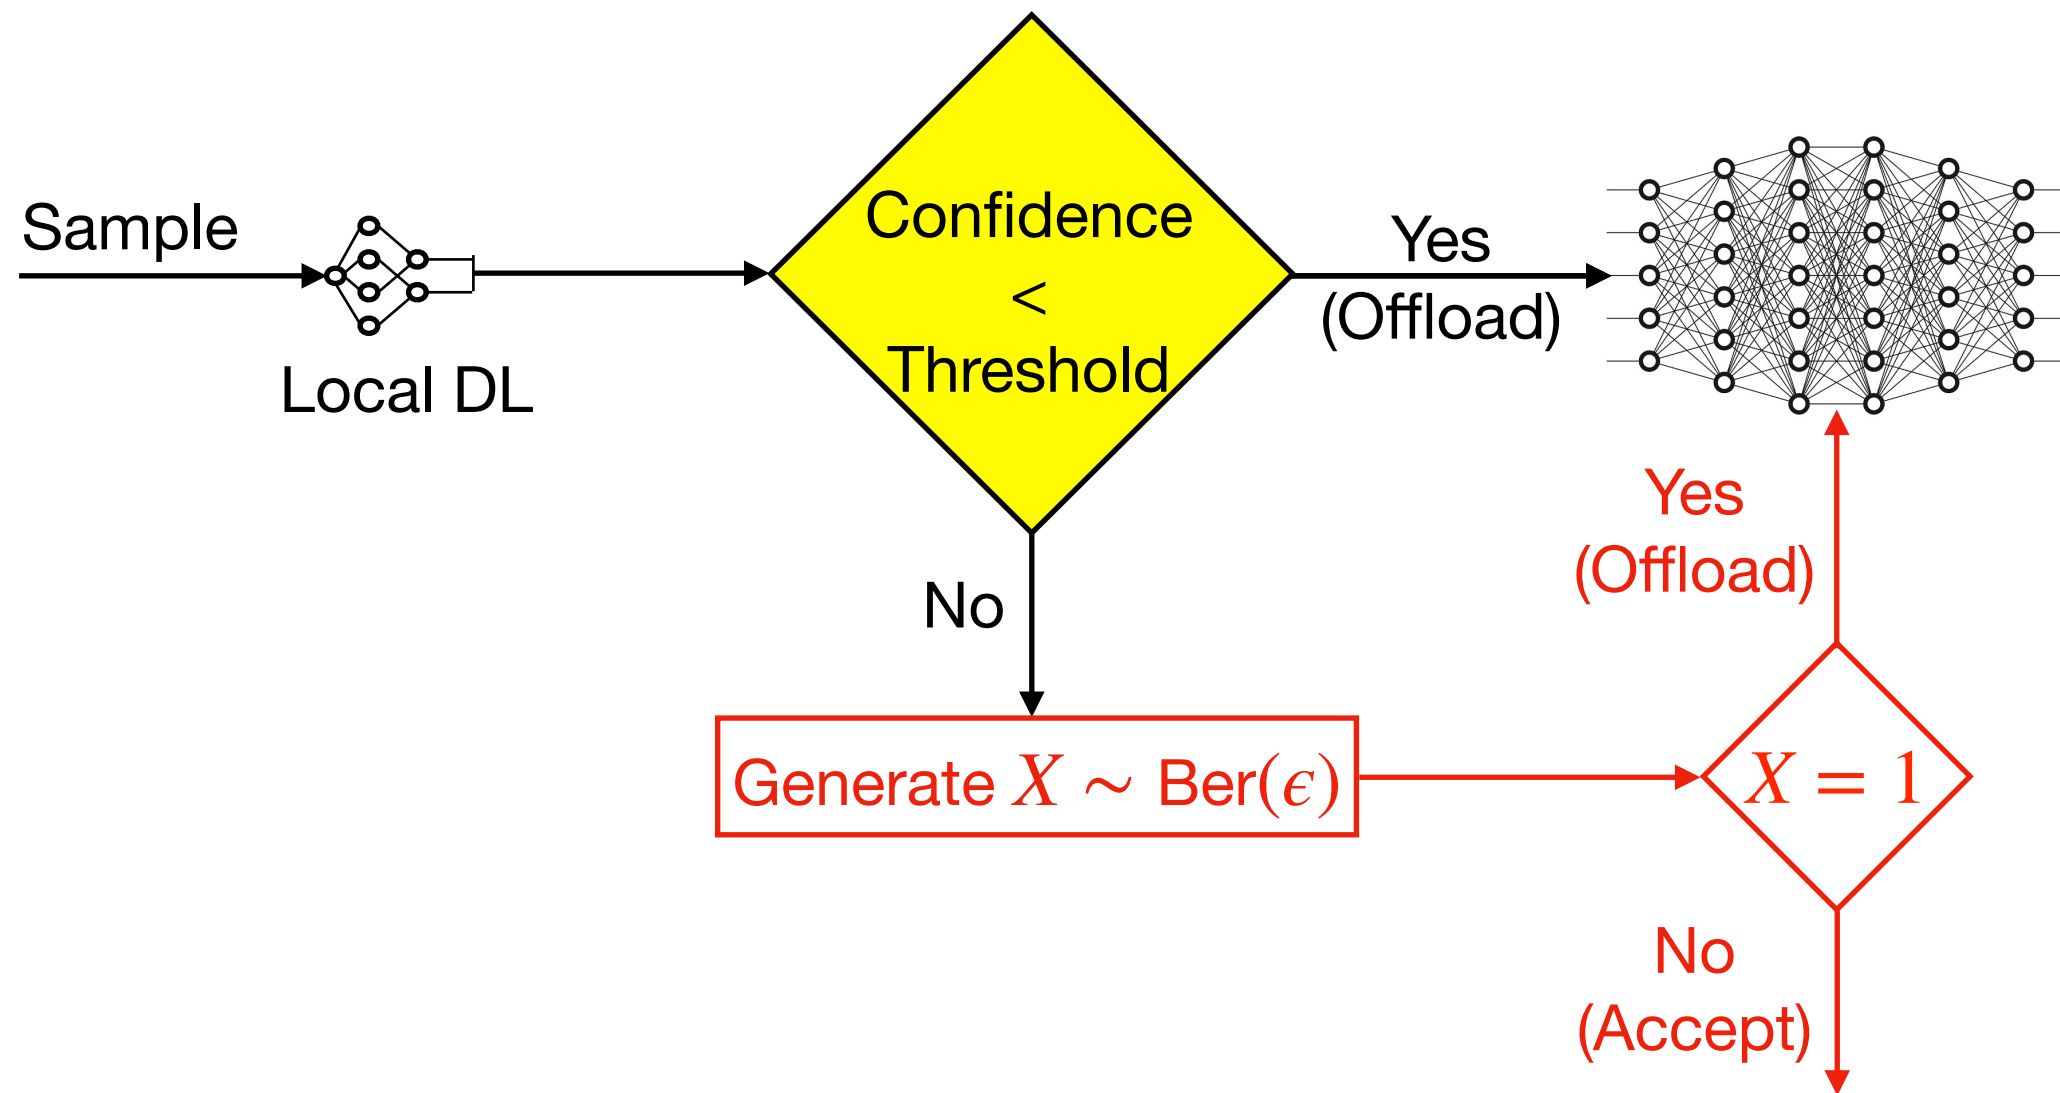 Sample
Local DL
Confidence
<
Threshold
Yes
(Offload)
No
Generate X ∼ Ber(ϵ)
X = 1
Yes
(Offload)
No
(Accept)